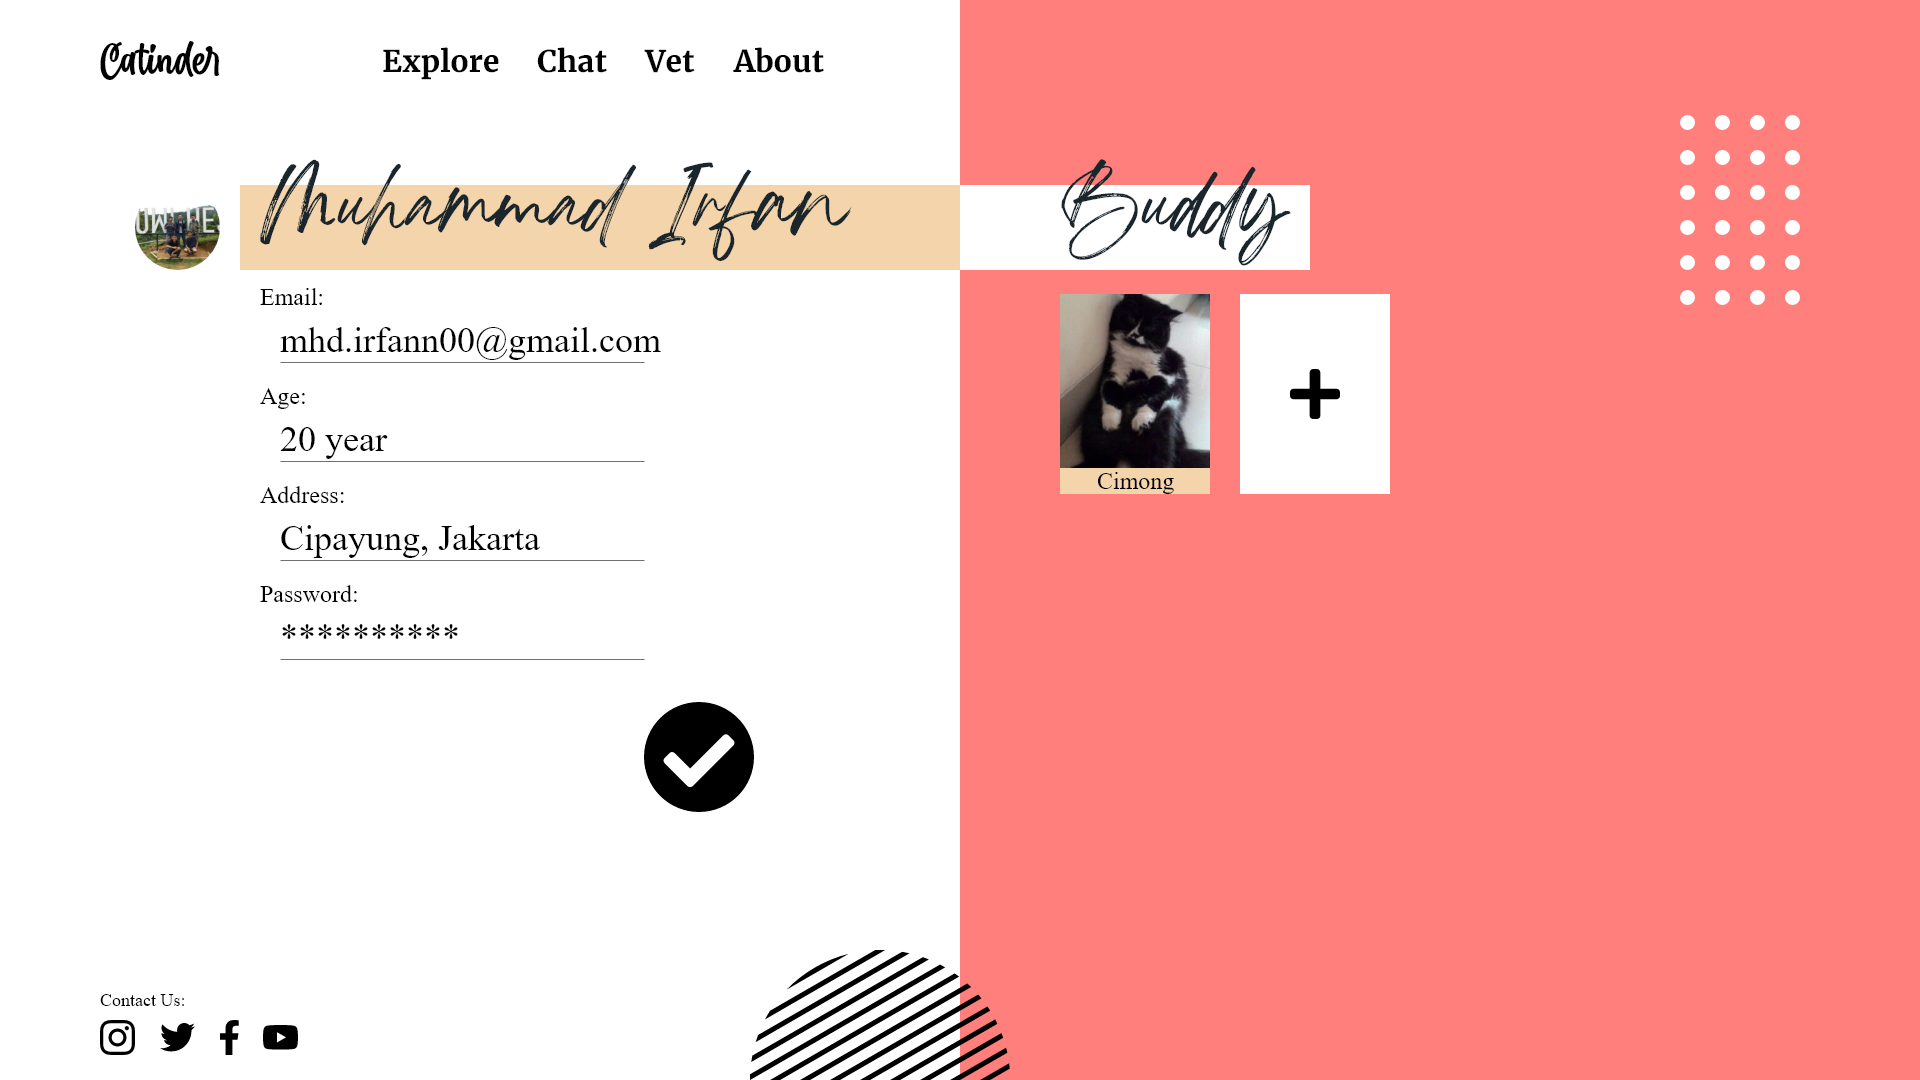 Catinder
Explore Chat Vet About
Muhammad Irfan
Buddy
Email:
mhd.irfann00@gmail.com
Age:
20 year
Address:
Cipayung, Jakarta
Password:
**********
Cimong
Contact Us: